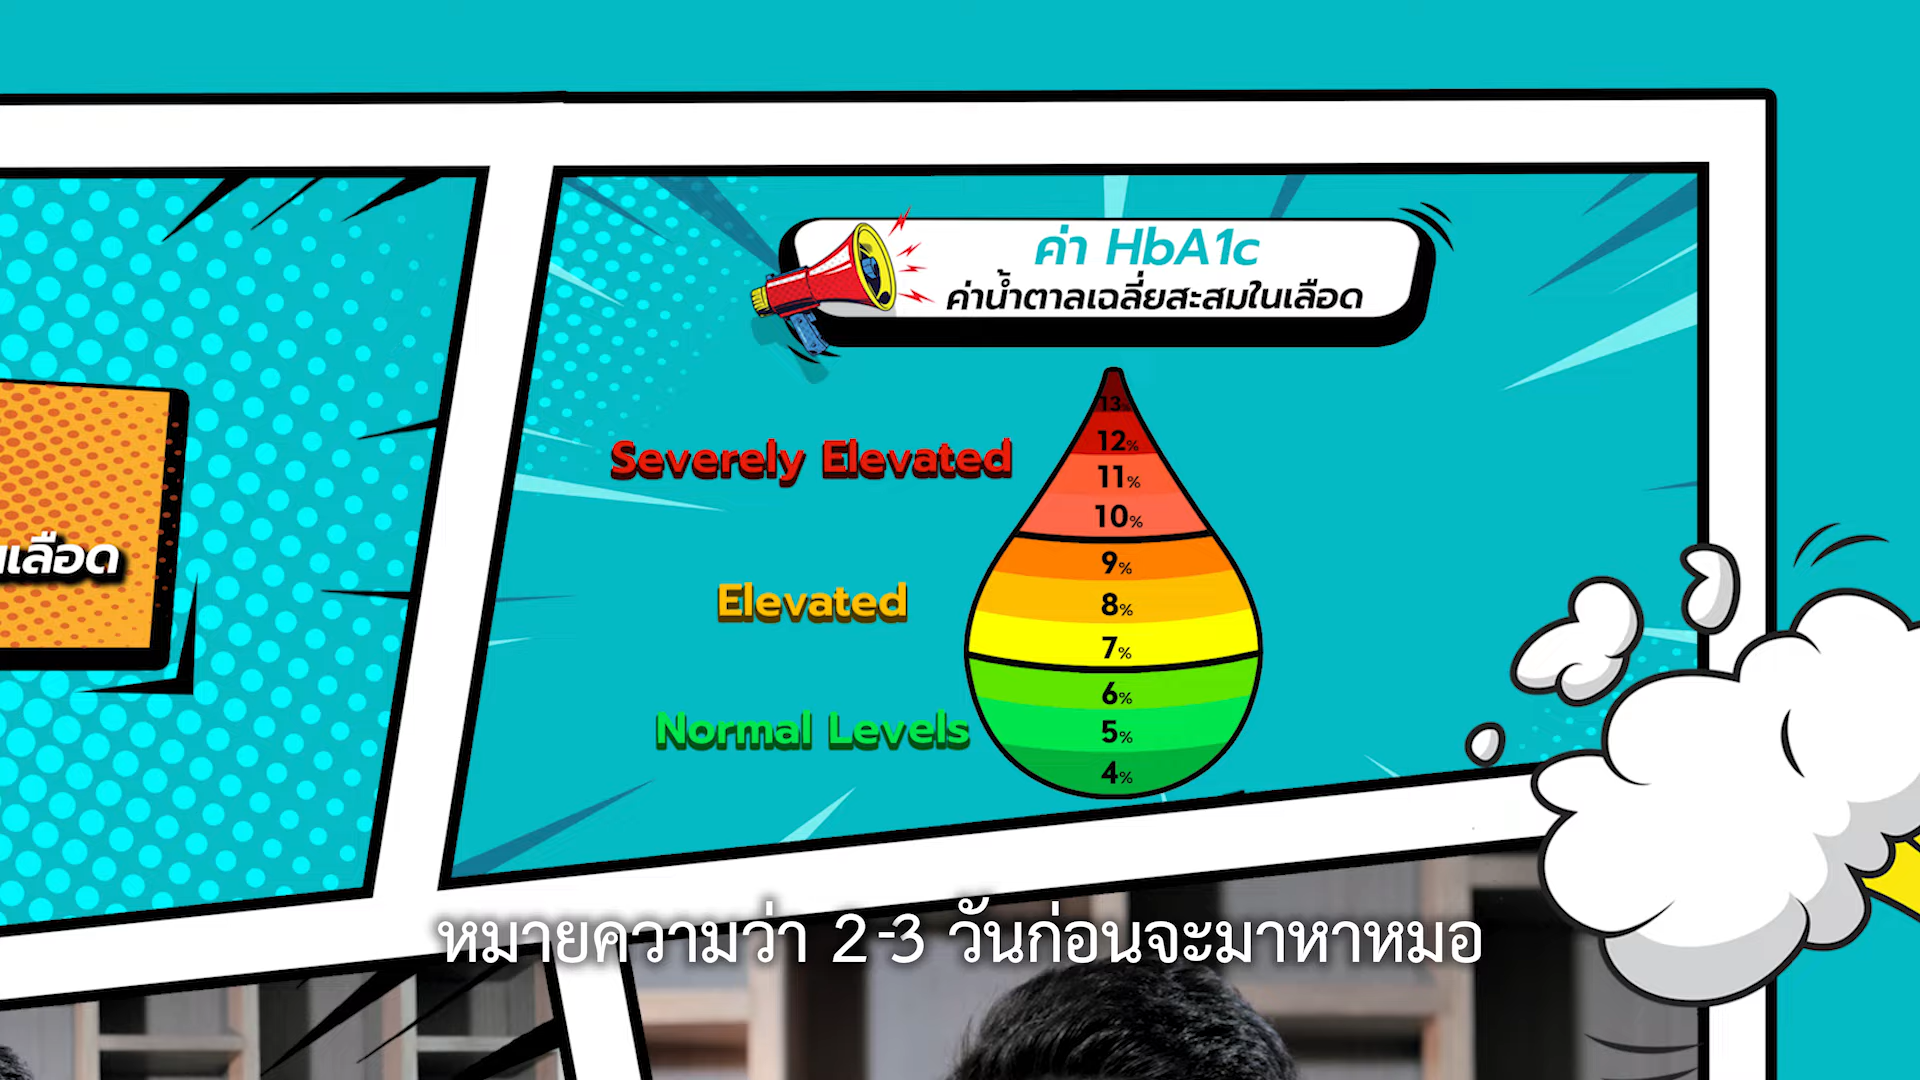 ค่า HbA1c
ค่าน้ำตาลเฉลี่ยสะสมในเลือด
13%
12%
Severely Elevated
11%
10%
9%
เลือด
8%
Elevated
7%
6%
Normal Levels
5%
4%
หมายความว่า 2-3 วันก่อนจะมาหาหมอ